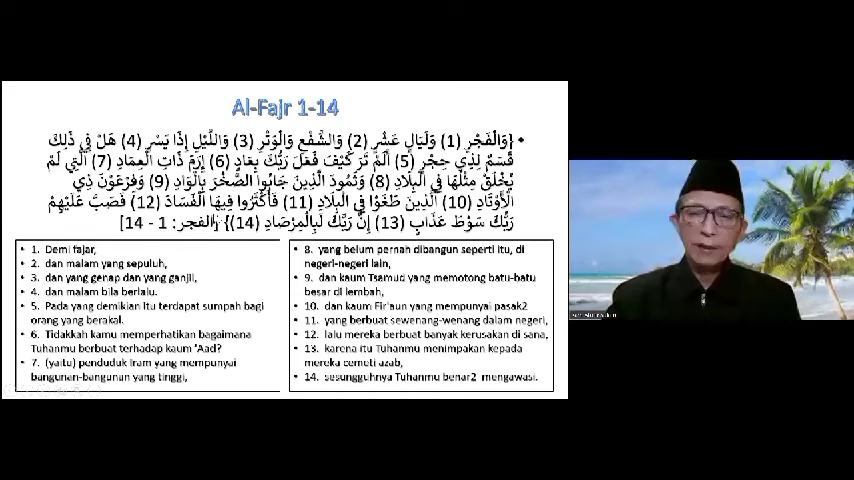 Al-Fajr 1-14
• {وَالْفَجْرِ (1) وَلَيَالٍ عَشْرٍ (2) وَالشَّفْعِ وَالْوَتْرِ (3) وَاللَّيْلِ إِذَا يَسْرِ (4) هَلْ فِي ذَلِكَ
قَسَمٌ لِذِي حِجْرٍ (5) أَلَمْ تَرَ كَيْفَ فَعَلَ رَبُّكَ بِعَادٍ (6) إِرَمَ ذَاتِ الْعِمَادِ (7) الَّتِي لَمْ
يُخْلَقْ مِثْلُهَا فِي الْبِلَادِ (8) وَثَمُودَ الَّذِينَ جَابُوا الصَّخْرَ بِالْوَادِ (9) وَفِرْعَوْنَ ذِي
الْأَوْتَادِ (10) الَّذِينَ طَغَوْا فِي الْبِلَادِ (11) فَأَكْثَرُوا فِيهَا الْفَسَادَ (12) فَصَبَّ عَلَيْهِمْ
رَبُّكَ سَوْطَ عَذَابٍ (13) إِنَّ رَبَّكَ لَبِالْمِرْصَادِ (14)} [الفجر: 1 - 14]
• 1. Demi fajar,
• 2. dan malam yang sepuluh,
• 3. dan yang genap dan yang ganjil,
• 4. dan malam bila berlalu.
• 5. Pada yang demikian itu terdapat sumpah bagi
orang yang berakal.
• 6. Tidakkah kamu memperhatikan bagaimana
Tuhanmu berbuat terhadap kaum 'Aad?
• 7. (yaitu) penduduk Iram yang mempunyai
bangunan-bangunan yang tinggi,
• 8. yang belum pernah dibangun seperti itu, di
negeri-negeri lain,
• 9. dan kaum Tsamud yang memotong batu-batu
besar di lembah,
• 10. dan kaum Fir'aun yang mempunyai pasak2
• 11. yang berbuat sewenang-wenang dalam negeri,
• 12. lalu mereka berbuat banyak kerusakan di sana,
• 13. karena itu Tuhanmu menimpakan kepada
mereka cemeti azab,
• 14. sesungguhnya Tuhanmu benar2 mengawasi.